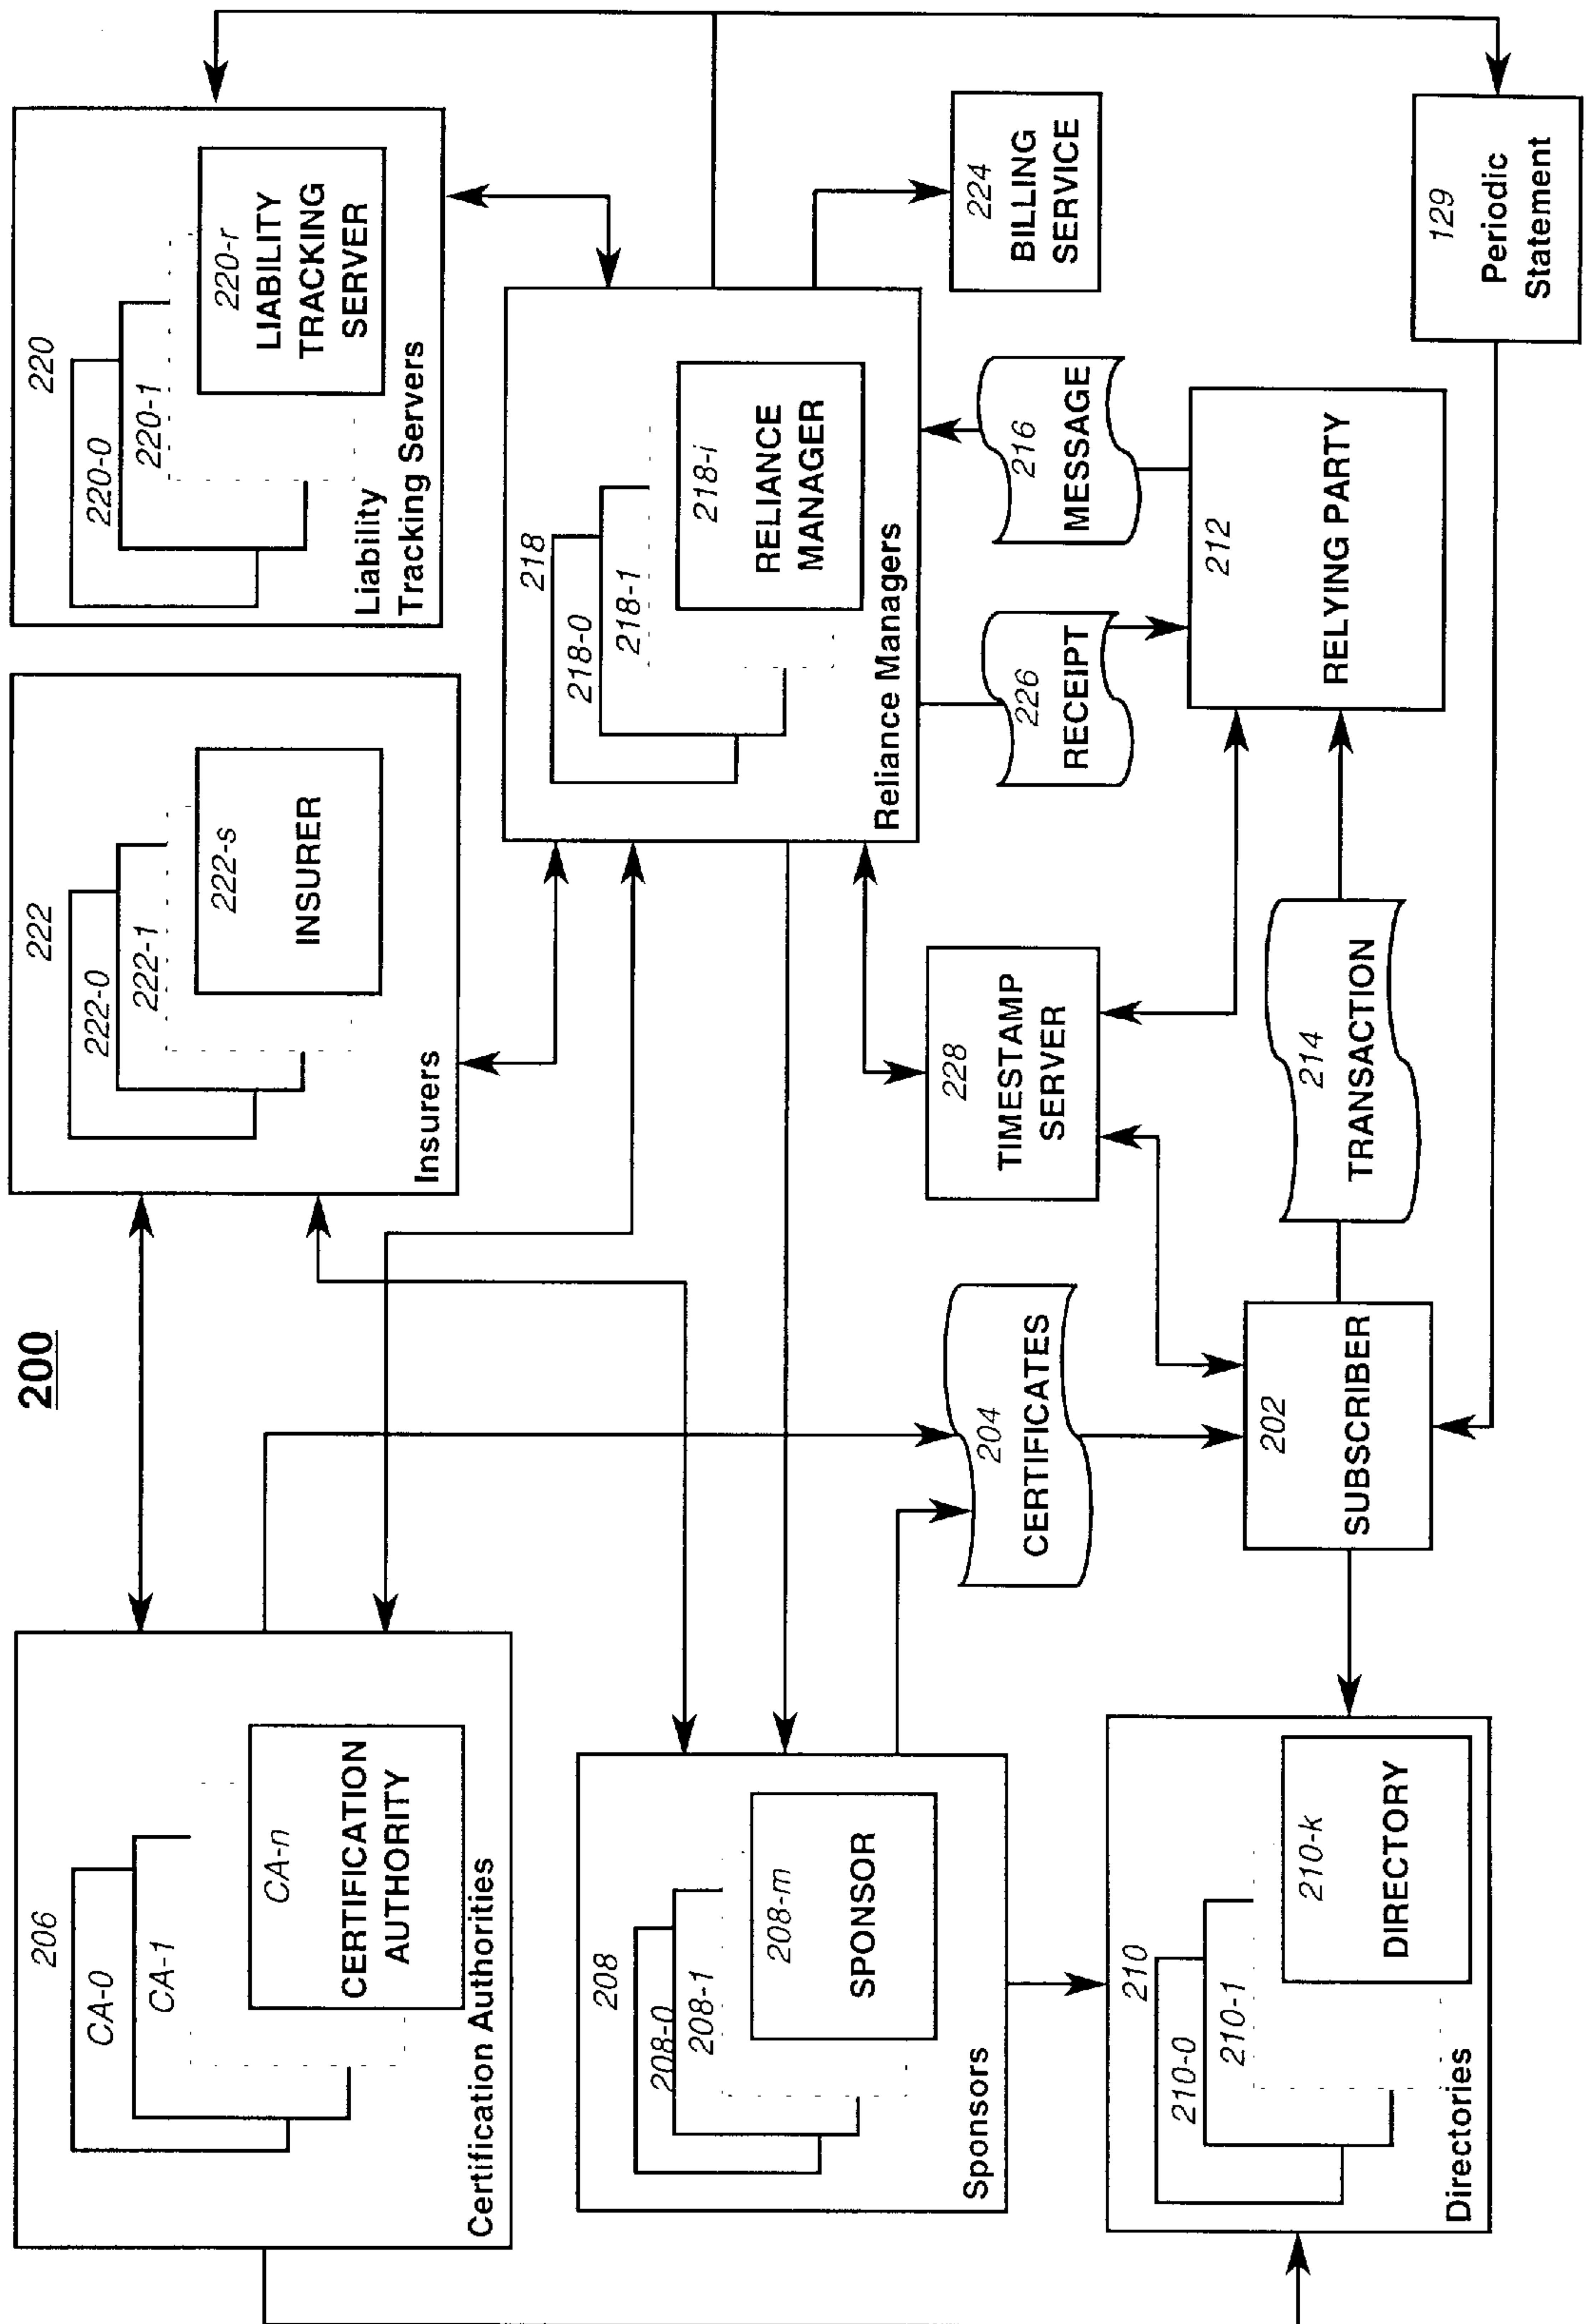 200
206
CA-0
CA-1
CA-n
CERTIFICATION
AUTHORITY
Certification Authorities
222
222-0
222-1
222-s
INSURER
Insurers
220
220-0
220-1
220-r
LIABILITY
TRACKING
SERVER
Liability
Tracking Servers
208
208-0
208-1
208-m
SPONSOR
Sponsors
218
218-0
218-1
218-i
RELIANCE
MANAGER
Reliance Managers
204
CERTIFICATES
228
TIMESTAMP
SERVER
226
RECEIPT
216
MESSAGE
224
BILLING
SERVICE
210
210-0
210-1
210-k
DIRECTORY
Directories
202
SUBSCRIBER
214
TRANSACTION
212
RELYING PARTY
129
Periodic
Statement